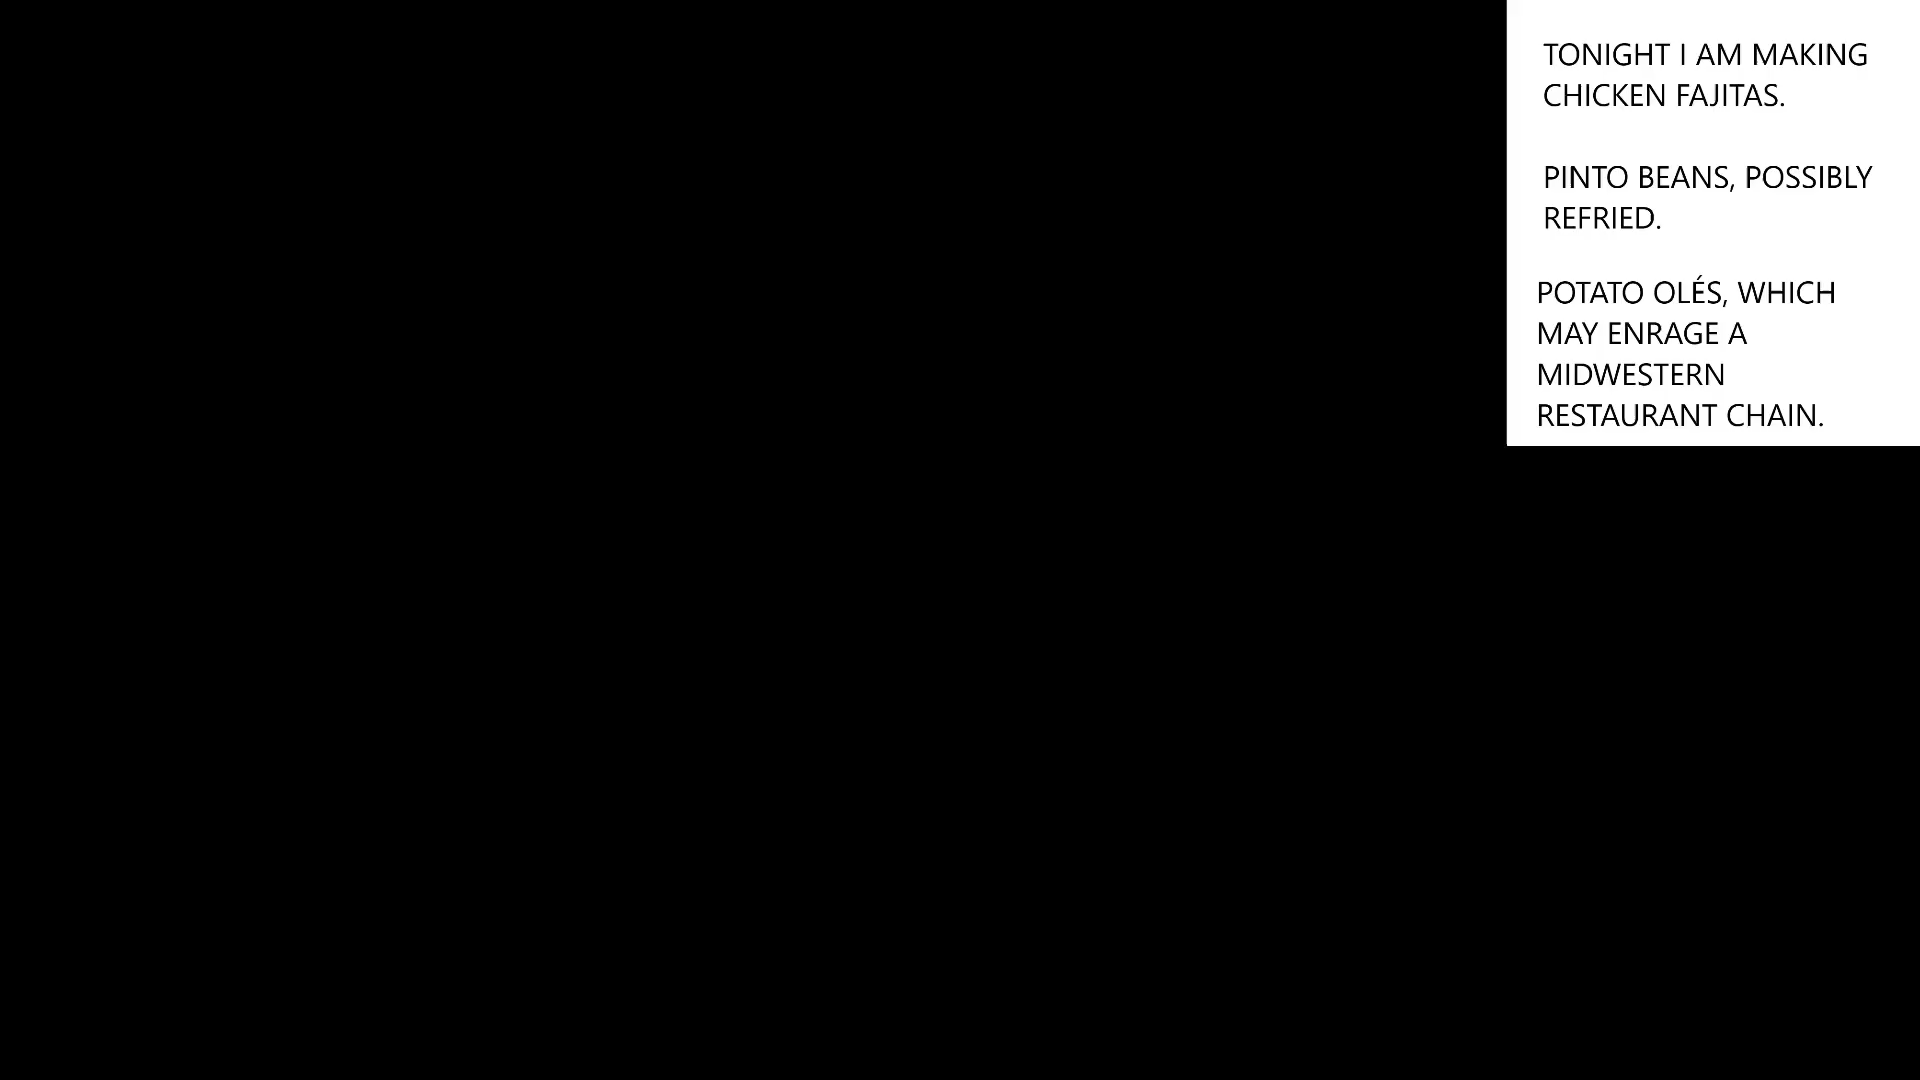 TONIGHT I AM MAKING
CHICKEN FAJITAS.
PINTO BEANS, POSSIBLY
REFRIED.
POTATO OLÉS, WHICH
MAY ENRAGE A
MIDWESTERN
RESTAURANT CHAIN.